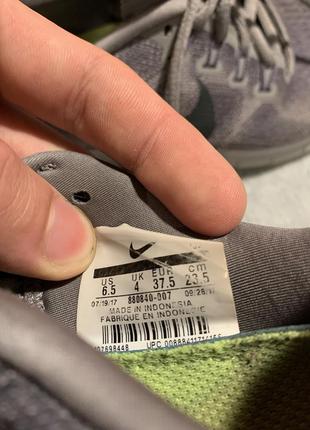 US UK EUR cm
6.5 4 37.5 23.5
07/19/17 880840-007
MADE IN INDONESIA
FABRIQUE EN INDONESIE
UPC